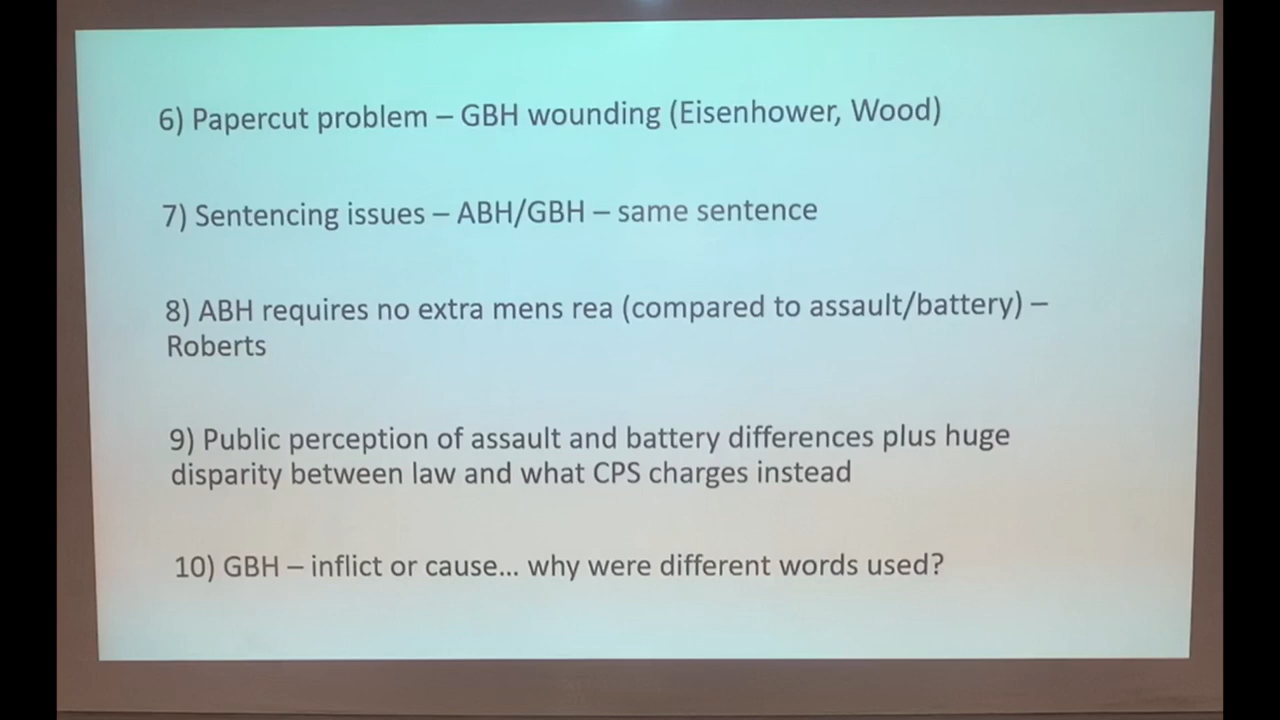 6) Papercut problem – GBH wounding (Eisenhower, Wood)
7) Sentencing issues – ABH/GBH – same sentence
8) ABH requires no extra mens rea (compared to assault/battery) –
Roberts
9) Public perception of assault and battery differences plus huge
disparity between law and what CPS charges instead
10) GBH – inflict or cause... why were different words used?